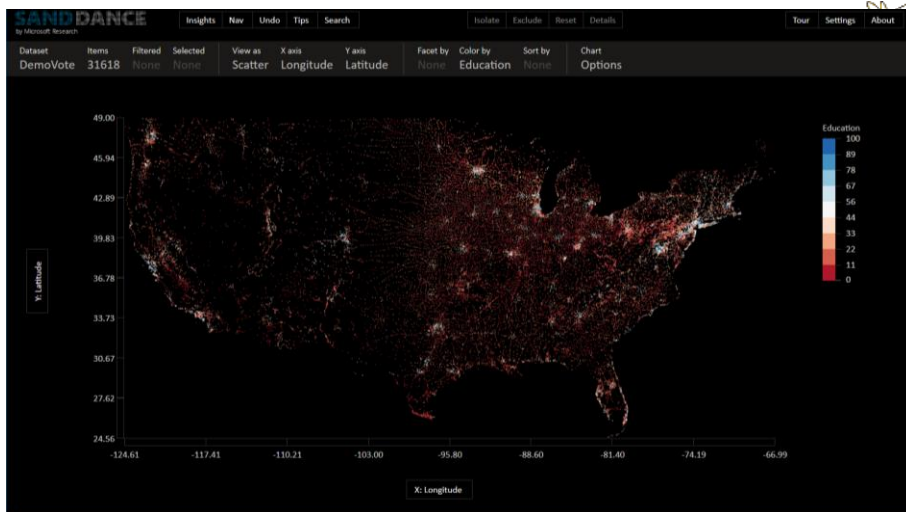 SANDDANCE
by Microsoft Research
Insights Nav Undo Tips Search
Isolate Exclude Reset Details
Tour Settings About
Dataset Items Filtered Selected View as X axis Y axis Facet by Color by Sort by Chart
DemoVote 31618 None None Scatter Longitude Latitude None Education None Options
Education
100
89
78
67
56
44
33
22
11
0
49.00
45.94
42.89
39.83
36.78
33.73
30.67
27.62
24.56
Y: Latitude
-124.61 -117.41 -110.21 -103.00 -95.80 -88.60 -81.40 -74.19 -66.99
X: Longitude